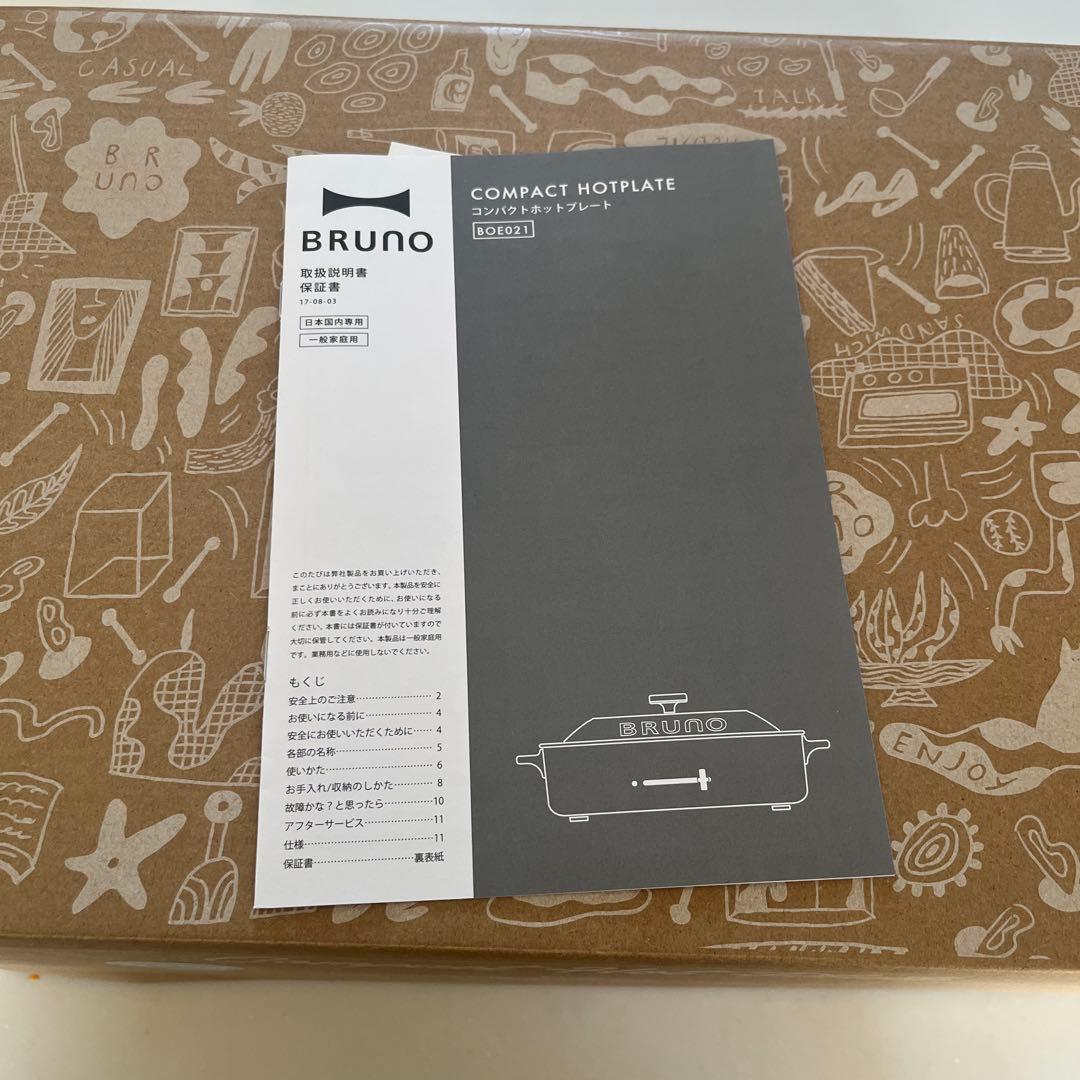 CASUAL
TALK
BR
UNO
SANDWICH
ENJOY
B
BRUNO
取扱説明書
保証書
17-08-03
日本国内専用
一般家庭用
COMPACT HOTPLATE
コンパクトホットプレート
BOE021
このたびは弊社製品をお買い上げいただき、
まことにありがとうございます。本製品を安全に
正しくお使いいただくために、お使いになる
前に必ず本書をよくお読みになり十分ご理解
ください。本書には保証書が付いていますので
大切に保管してください。本製品は一般家庭用
です。業務用などに使用しないでください。
もくじ
安全上のご注意……………………… 2
お使いになる前に………………… 4
安全にお使いいただくために…… 4
各部の名称………………………… 5
使いかた…………………………… 6
お手入れ/収納のしかた………… 8
故障かな?と思ったら……………10
アフターサービス…………………11
仕様…………………………………11
保証書…………………………裏表紙
BRUNO